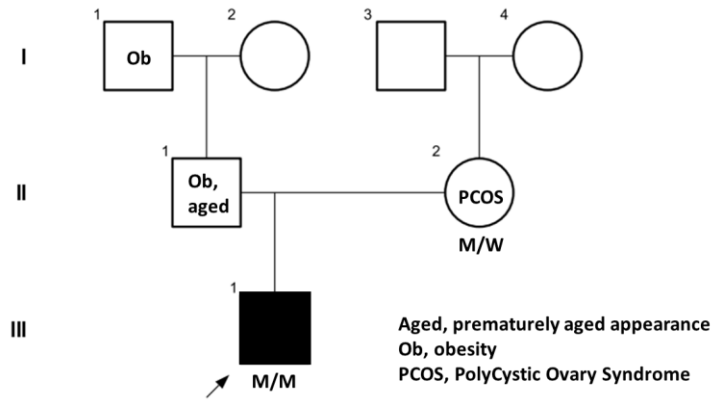 1 2 3 4
I Ob
1 2
II Ob,
aged PCOS
M/W
1
III
M/M
Aged, prematurely aged appearance
Ob, obesity
PCOS, PolyCystic Ovary Syndrome